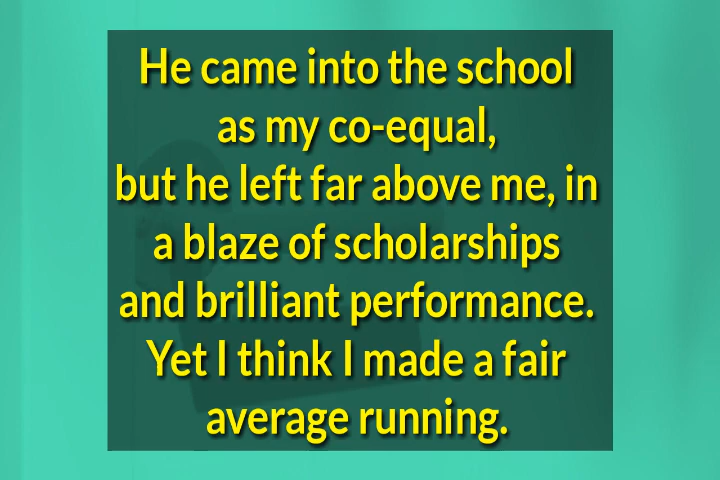 He came into the school
as my co-equal,
but he left far above me, in
a blaze of scholarships
and brilliant performance.
Yet I think I made a fair
average running.